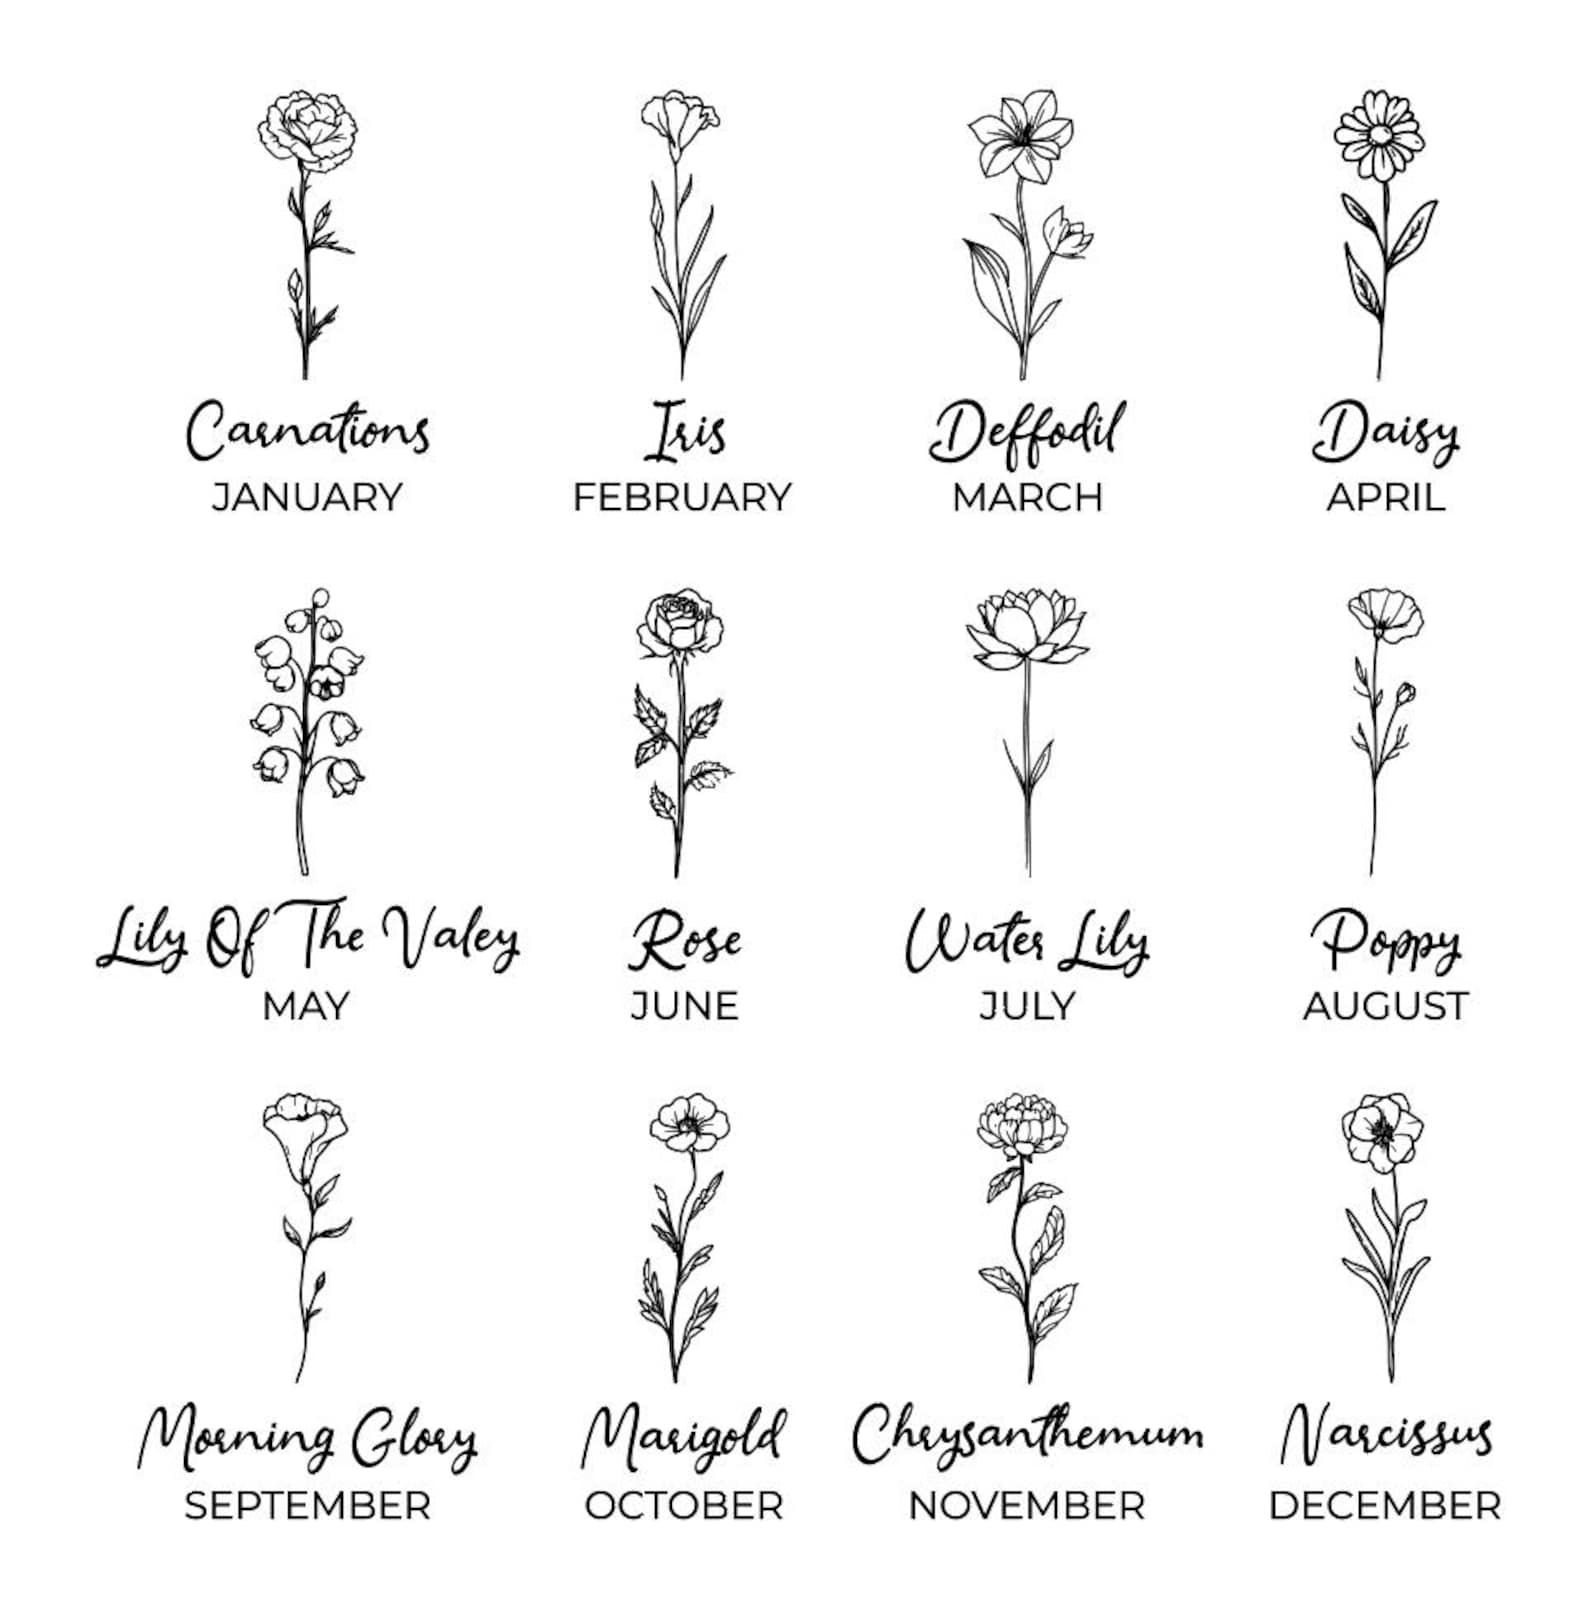 Carnations
JANUARY
Iris
FEBRUARY
Deffodil
MARCH
Daisy
APRIL
Lily Of The Valey
MAY
Rose
JUNE
Water Lily
JULY
Poppy
AUGUST
Morning Glory
SEPTEMBER
Marigold
OCTOBER
Chrysanthemum
NOVEMBER
Narcissus
DECEMBER